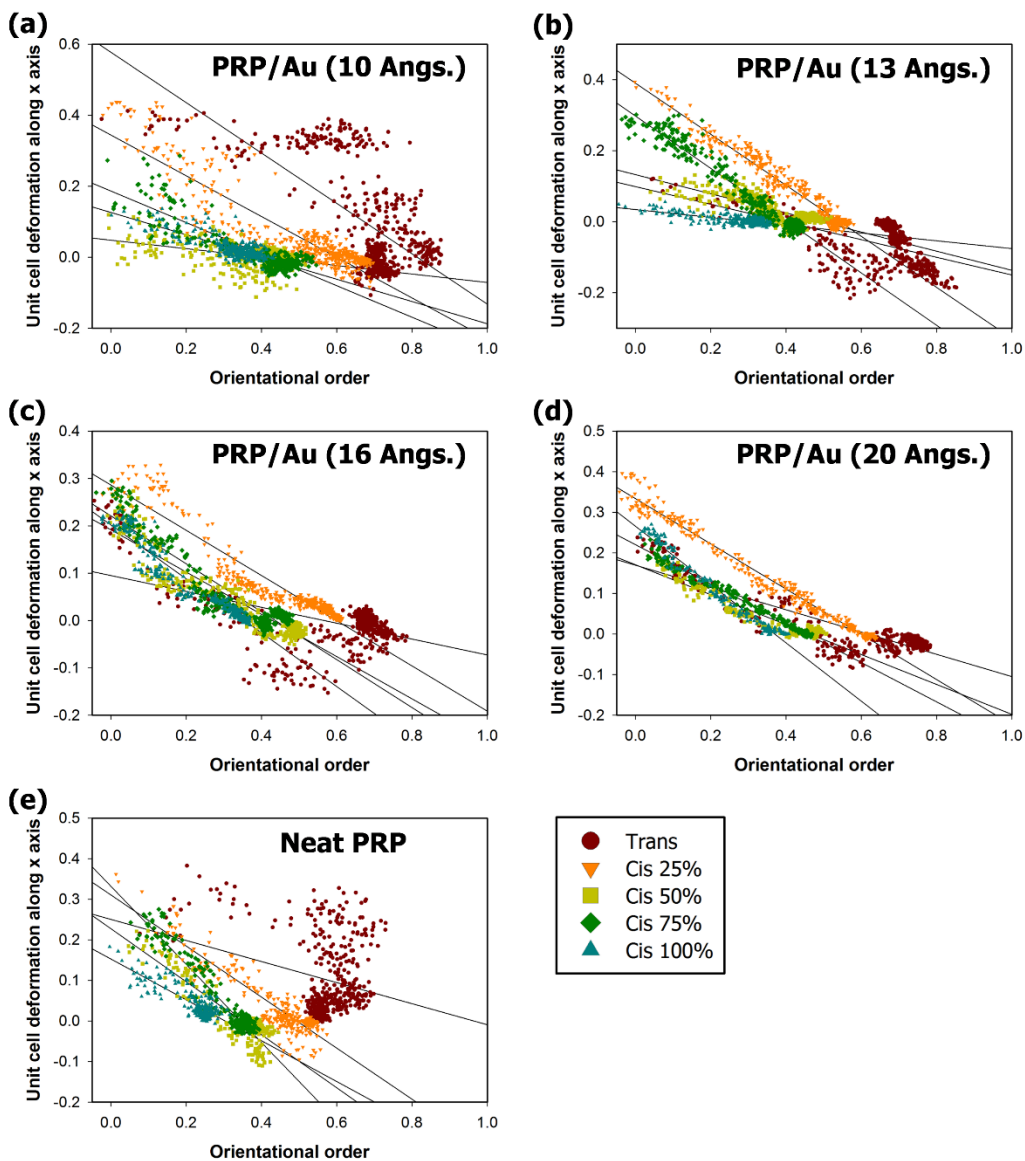 (a)
PRP/Au (10 Angs.)
Unit cell deformation along x axis
0.6
0.4
0.2
0.0
-0.2
0.0 0.2 0.4 0.6 0.8 1.0
Orientational order
(b)
PRP/Au (13 Angs.)
Unit cell deformation along x axis
0.4
0.2
0.0
-0.2
0.0 0.2 0.4 0.6 0.8 1.0
Orientational order
(c)
PRP/Au (16 Angs.)
Unit cell deformation along x axis
0.4
0.3
0.2
0.1
0.0
-0.1
-0.2
0.0 0.2 0.4 0.6 0.8 1.0
Orientational order
(d)
PRP/Au (20 Angs.)
Unit cell deformation along x axis
0.5
0.4
0.3
0.2
0.1
0.0
-0.1
-0.2
0.0 0.2 0.4 0.6 0.8 1.0
Orientational order
(e)
Neat PRP
Unit cell deformation along x axis
0.5
0.4
0.3
0.2
0.1
0.0
-0.1
-0.2
0.0 0.2 0.4 0.6 0.8 1.0
Orientational order
Trans
Cis 25%
Cis 50%
Cis 75%
Cis 100%